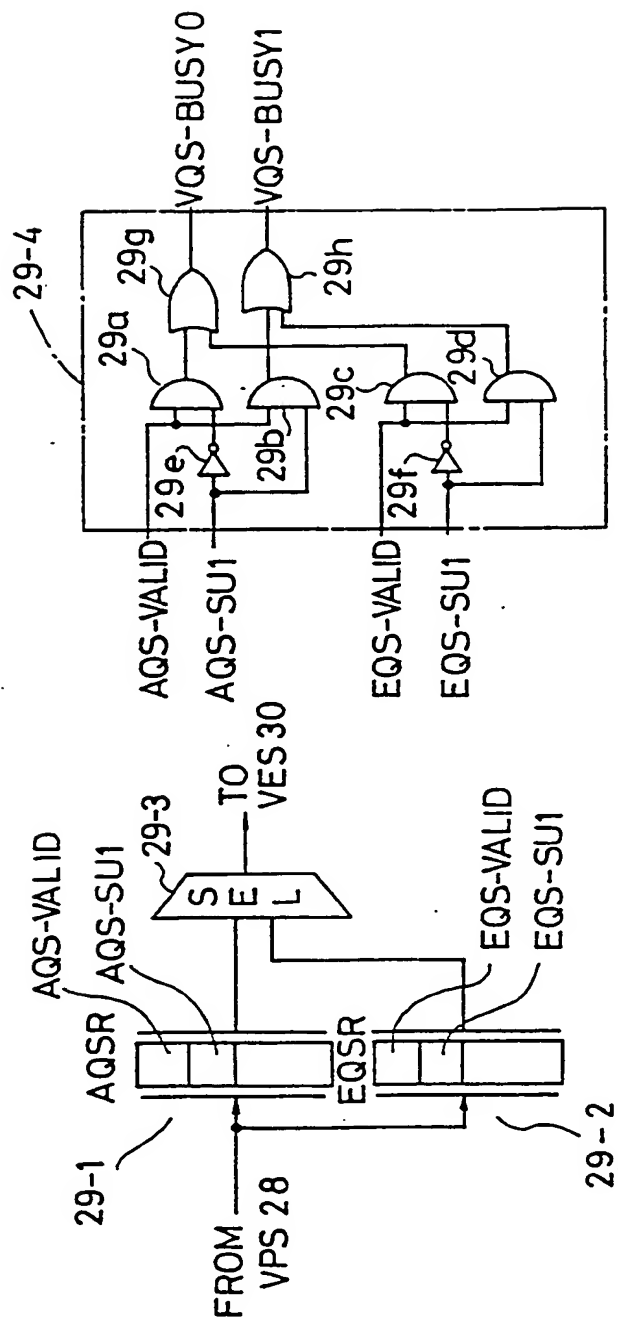 FROM
VPS 28
29-1
AQSR
AQS-VALID
AQS-SU1
EQSR
29-2
EQS-VALID
EQS-SU1
29-3
SEL
TO
VES 30
29-4
AQS-VALID
AQS-SU1
EQS-VALID
EQS-SU1
29e
29a
29b
29f
29c
29d
29g
29h
VQS-BUSY0
VQS-BUSY1